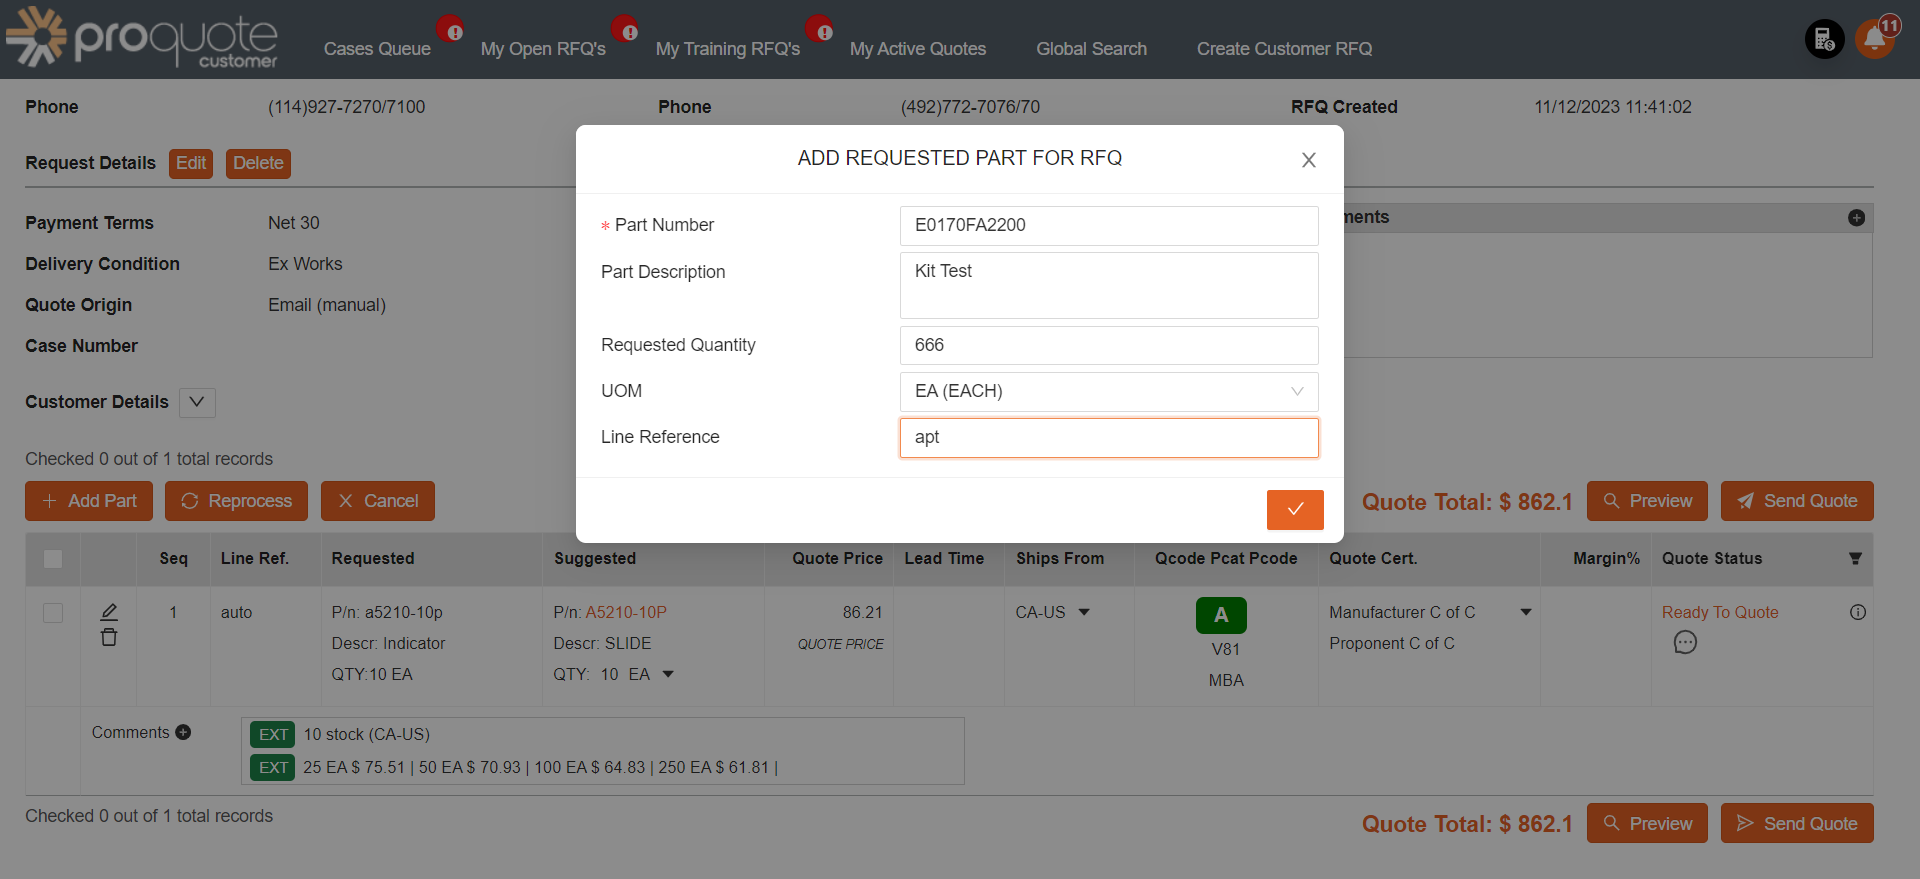 proquote
customer
Cases Queue
My Open RFQ's
My Training RFQ's
My Active Quotes
Global Search
Create Customer RFQ
11
Phone (114)927-7270/7100 Phone (492)772-7076/70 RFQ Created 11/12/2023 11:41:02
Request Details Edit Delete
Payment Terms Net 30
Delivery Condition Ex Works
Quote Origin Email (manual)
Case Number
Customer Details
ments
ADD REQUESTED PART FOR RFQ
* Part Number E0170FA2200
Part Description Kit Test
Requested Quantity 666
UOM EA (EACH)
Line Reference apt
Checked 0 out of 1 total records
Add Part Reprocess Cancel Quote Total: $ 862.1 Preview Send Quote
Seq Line Ref. Requested Suggested Quote Price Lead Time Ships From Qcode Pcat Pcode Quote Cert. Margin% Quote Status
1 auto P/n: a5210-10p P/n: A5210-10P 86.21 CA-US A Manufacturer C of C Ready To Quote
Descr: Indicator Descr: SLIDE QUOTE PRICE V81 Proponent C of C
QTY:10 EA QTY: 10 EA MBA
Comments EXT 10 stock (CA-US)
EXT 25 EA $ 75.51 | 50 EA $ 70.93 | 100 EA $ 64.83 | 250 EA $ 61.81 |
Checked 0 out of 1 total records
Quote Total: $ 862.1 Preview Send Quote